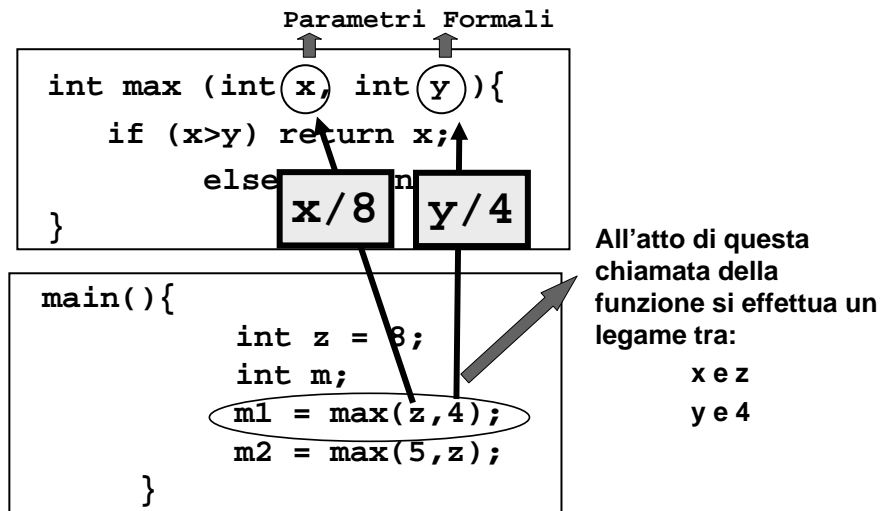 Parametri Formali
int max (int x, int y ){
if (x>y) return x;
else n
x/8 y/4
}
All'atto di questa
chiamata della
funzione si effettua un
legame tra:
x e z
y e 4
main(){
int z = 8;
int m;
m1 = max(z,4);
m2 = max(5,z);
}